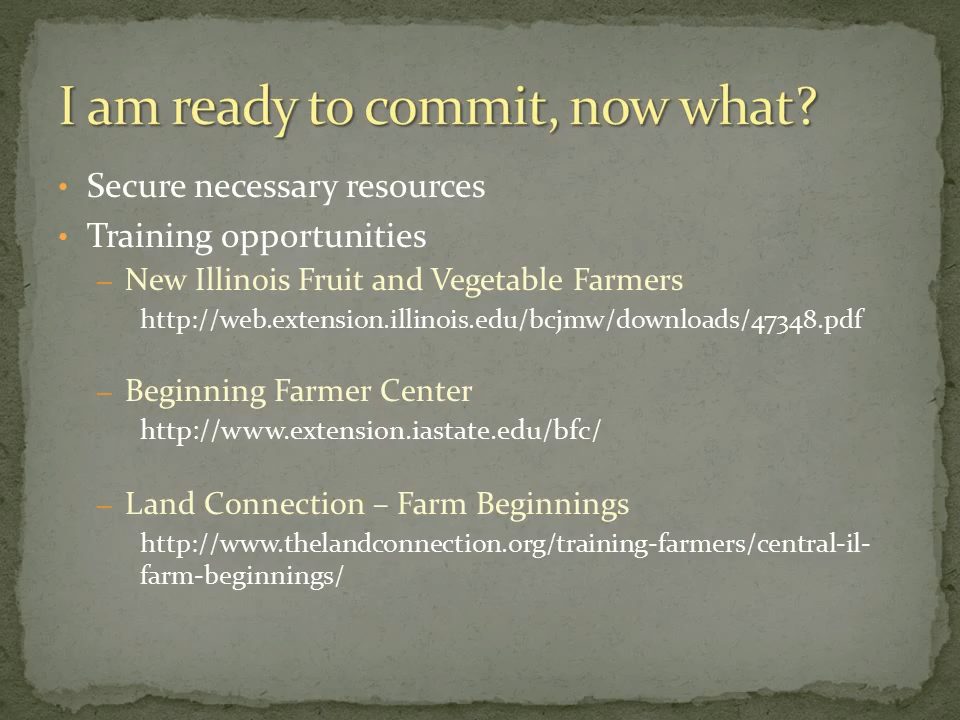 I am ready to commit, now what?
• Secure necessary resources
• Training opportunities
– New Illinois Fruit and Vegetable Farmers
http://web.extension.illinois.edu/bcjmw/downloads/47348.pdf
– Beginning Farmer Center
http://www.extension.iastate.edu/bfc/
– Land Connection – Farm Beginnings
http://www.thelandconnection.org/training-farmers/central-il-
farm-beginnings/